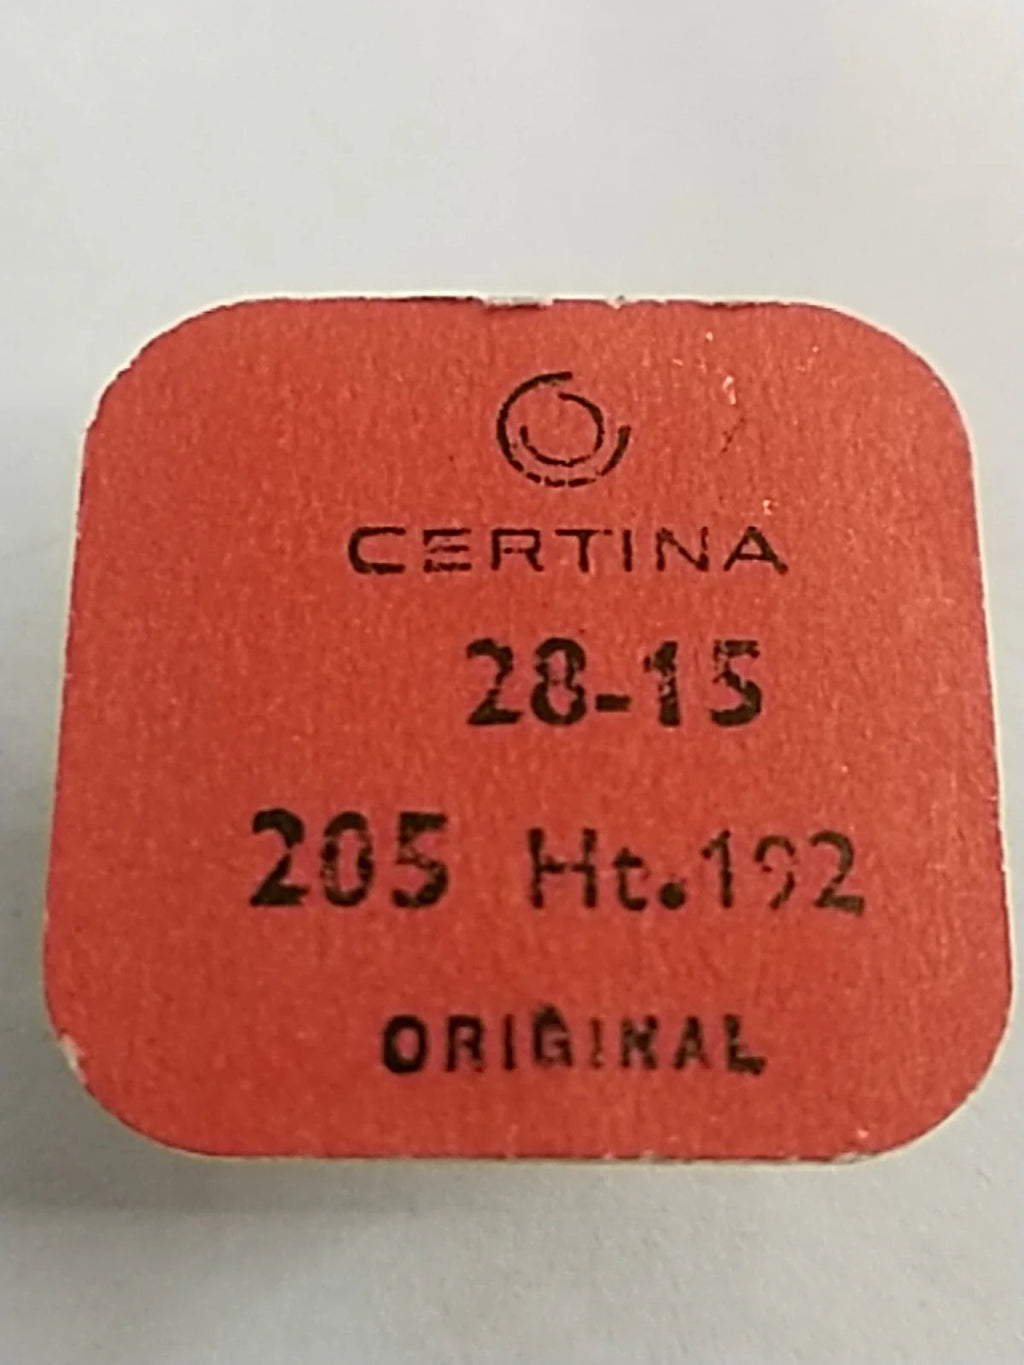 CERTINA
28-15
205 Ht.192
ORIGINAL